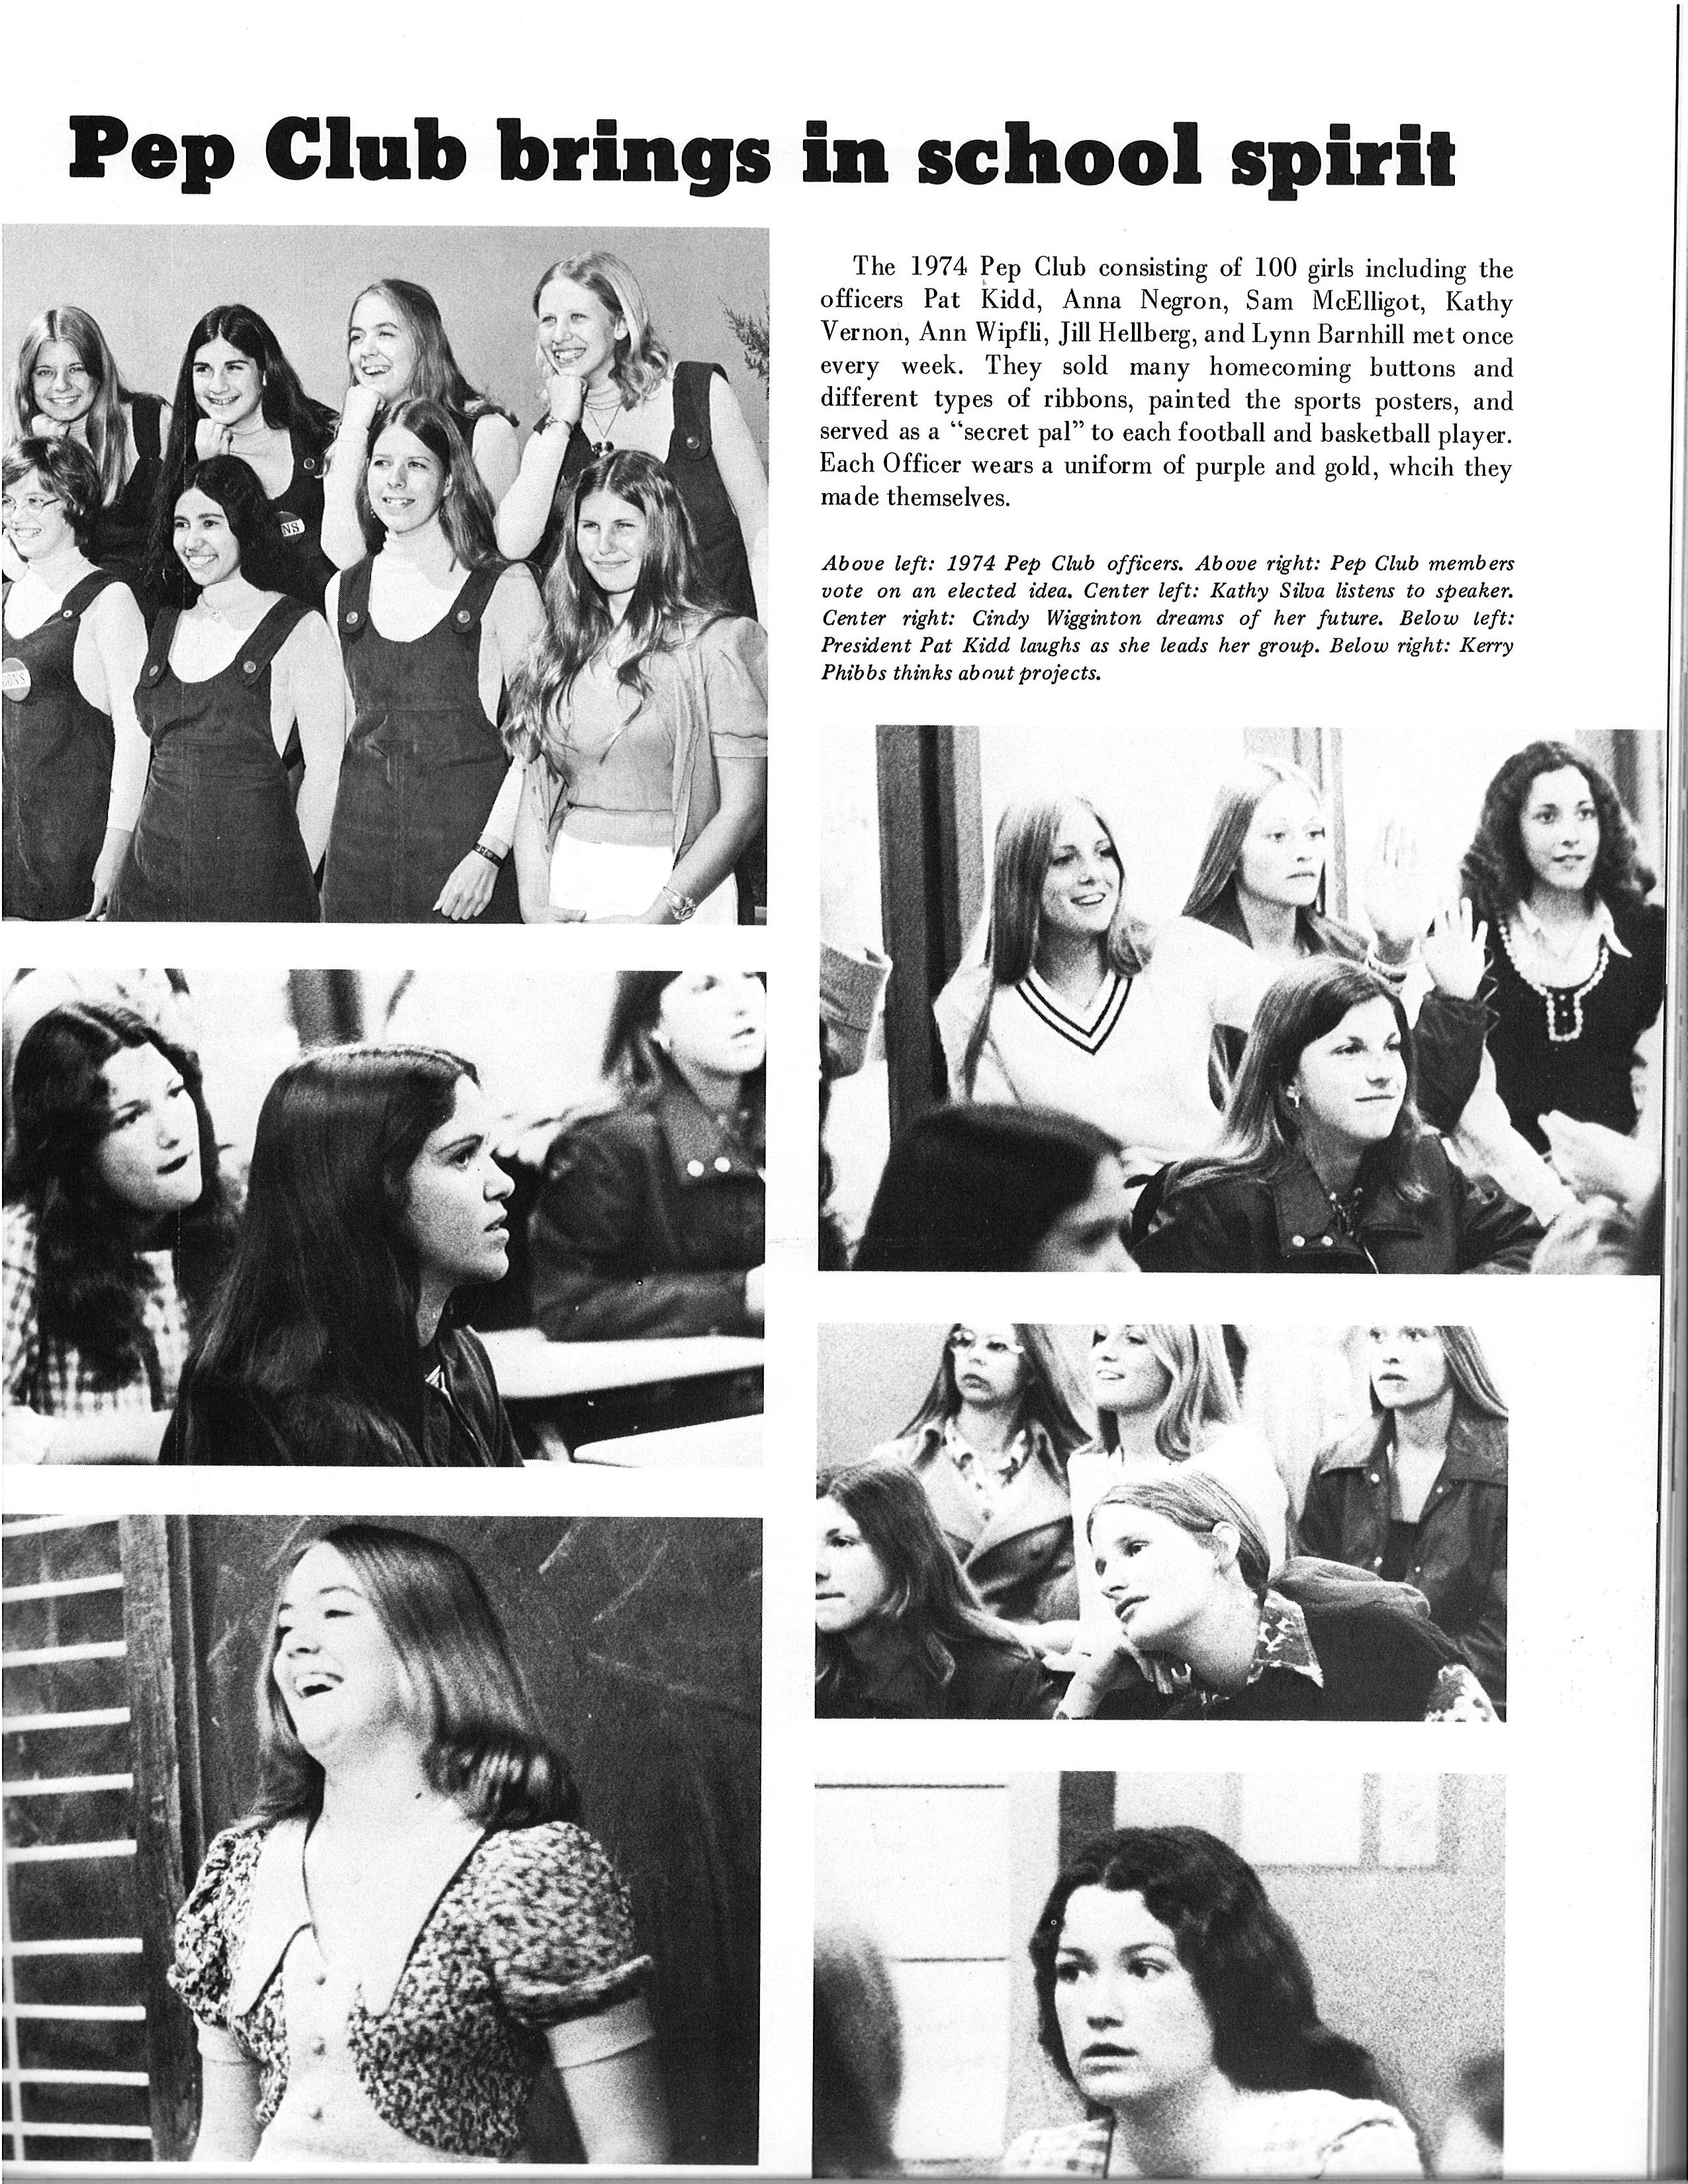 Pep Club brings in school spirit
The 1974 Pep Club consisting of 100 girls including the
officers Pat Kidd, Anna Negron, Sam McElligot, Kathy
Vernon, Ann Wipfli, Jill Hellberg, and Lynn Barnhill met once
every week. They sold many homecoming buttons and
different types of ribbons, painted the sports posters, and
served as a “secret pal” to each football and basketball player.
Each Officer wears a uniform of purple and gold, whcih they
made themselves.
Above left: 1974 Pep Club officers. Above right: Pep Club members
vote on an elected idea. Center left: Kathy Silva listens to speaker.
Center right: Cindy Wigginton dreams of her future. Below left:
President Pat Kidd laughs as she leads her group. Below right: Kerry
Phibbs thinks about projects.
NS